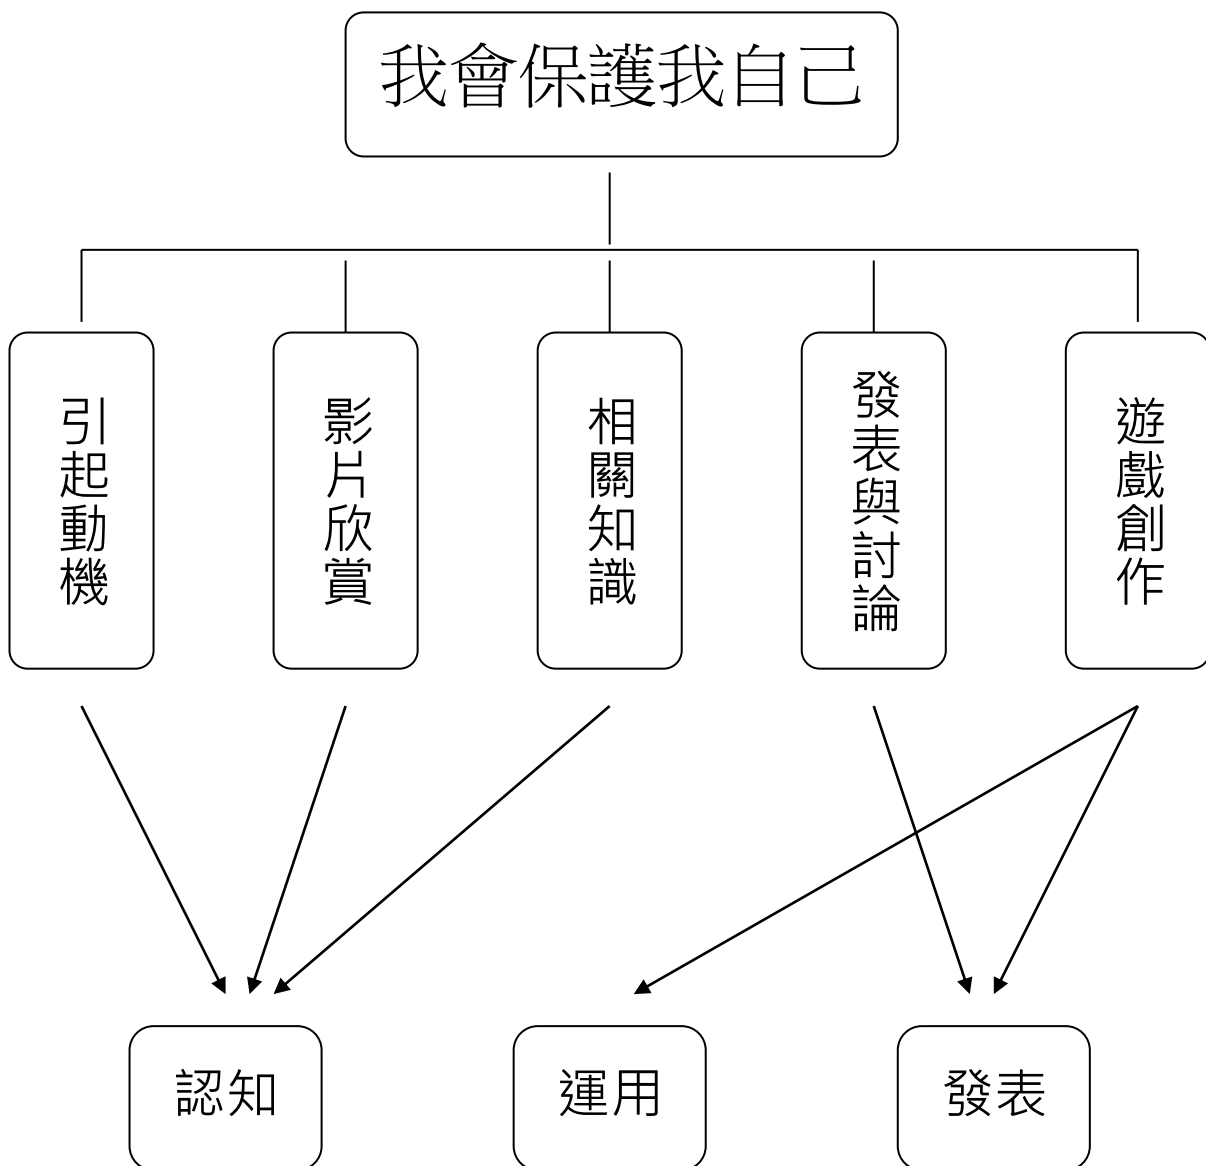 我會保護我自己
引起動機
影片欣賞
相關知識
發表與討論
遊戲創作
認知
運用
發表